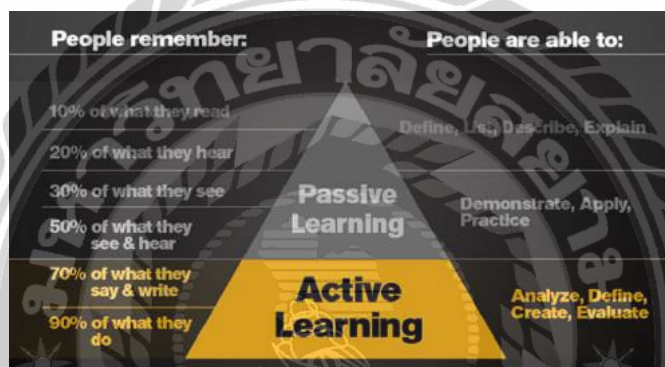 People remember:
People are able to:
10% of what they read
20% of what they hear
30% of what they see
50% of what they
see & hear
70% of what they
say & write
90% of what they
do
Passive
Learning
Active
Learning
Define, List, Describe, Explain
Demonstrate, Apply,
Practice
Analyze, Define,
Create, Evaluate